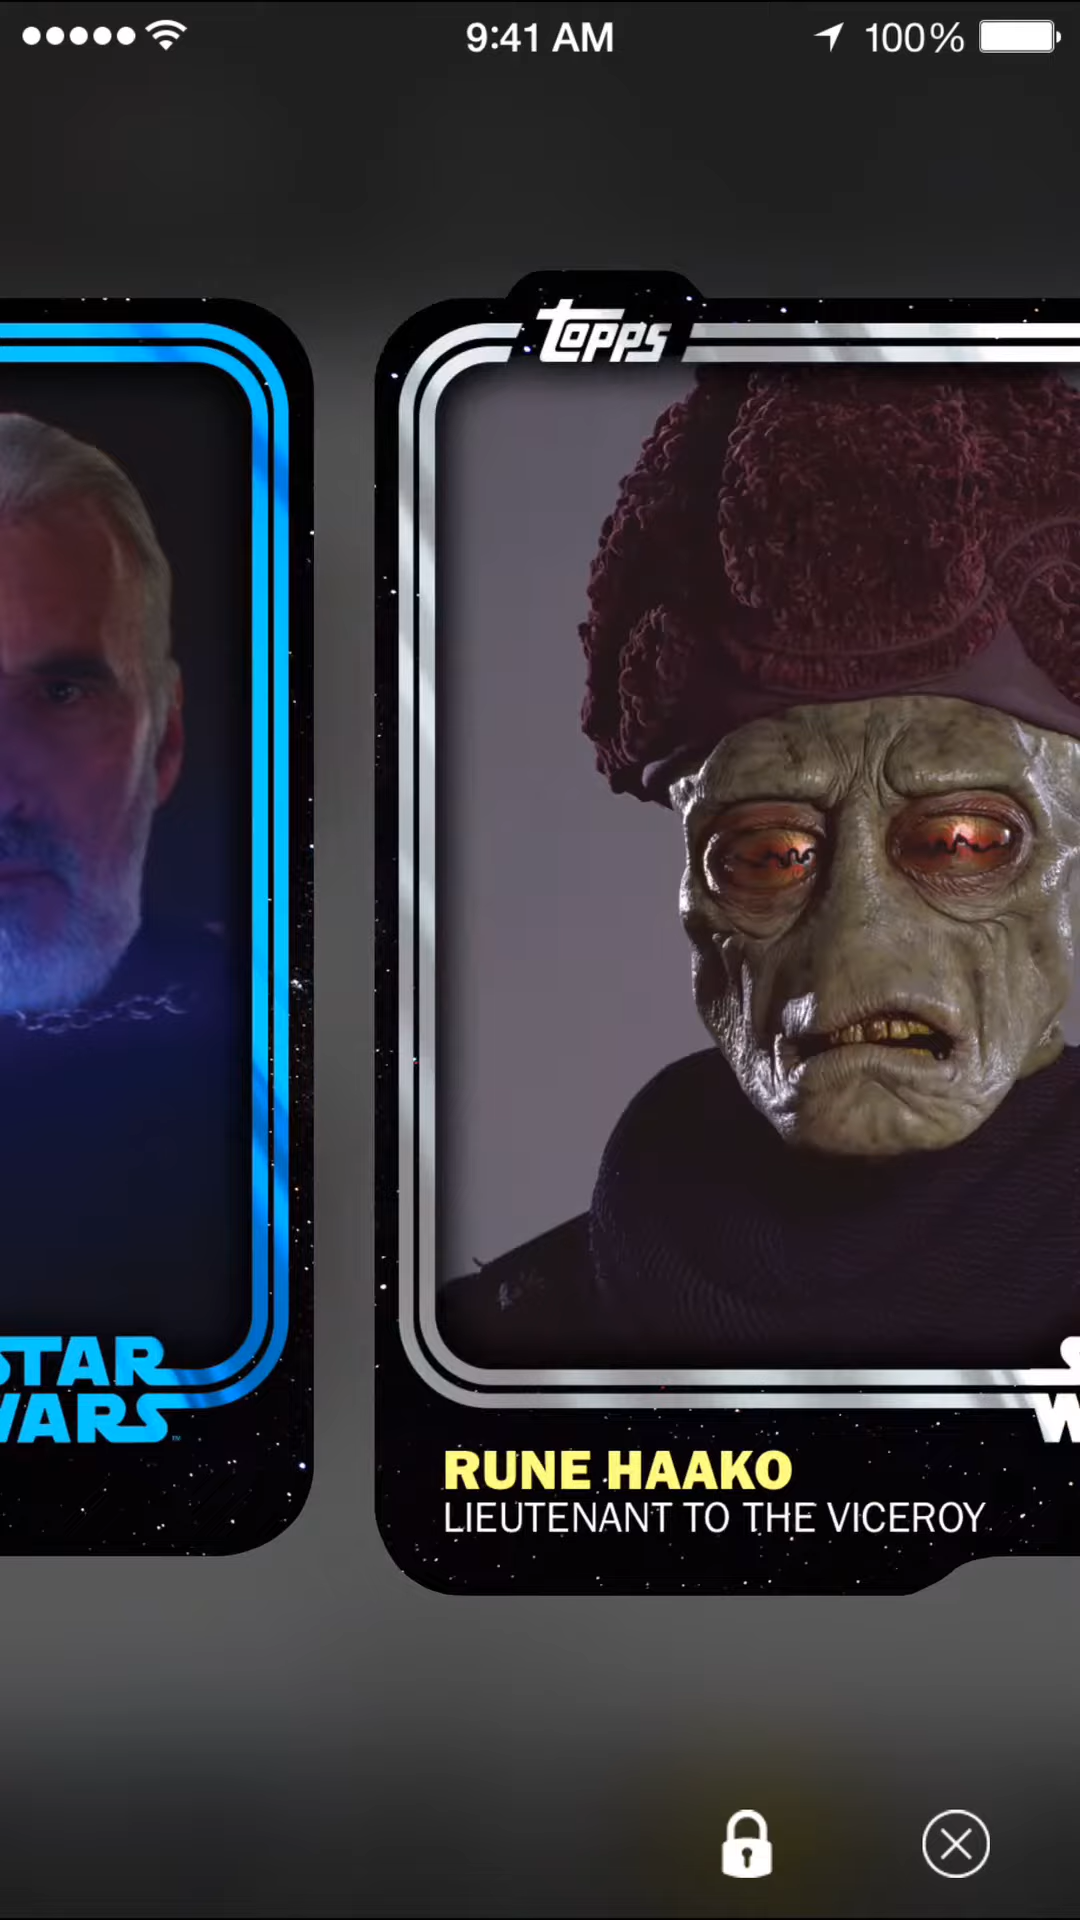 9:41 AM
100%
TOPPS
STAR
WARS
RUNE HAAKO
LIEUTENANT TO THE VICEROY